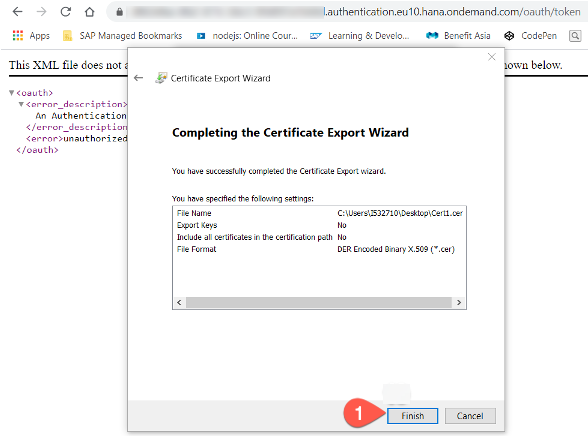 l.authentication.eu10.hana.ondemand.com/oauth/token
Apps SAP Managed Bookmarks nodejs: Online Cour... Learning & Develo... Benefit Asia CodePen
This XML file does not a
nown below.
▼<oauth>
▼<error_description>
An Authentication
</error_description
<error>unauthorized
</oauth>
Certificate Export Wizard
Completing the Certificate Export Wizard
You have successfully completed the Certificate Export wizard.
You have specified the following settings:
File Name C:\Users\I532710\Desktop\Cert1.cer
Export Keys No
Include all certificates in the certification path No
File Format DER Encoded Binary X.509 (*.cer)
1
Finish Cancel